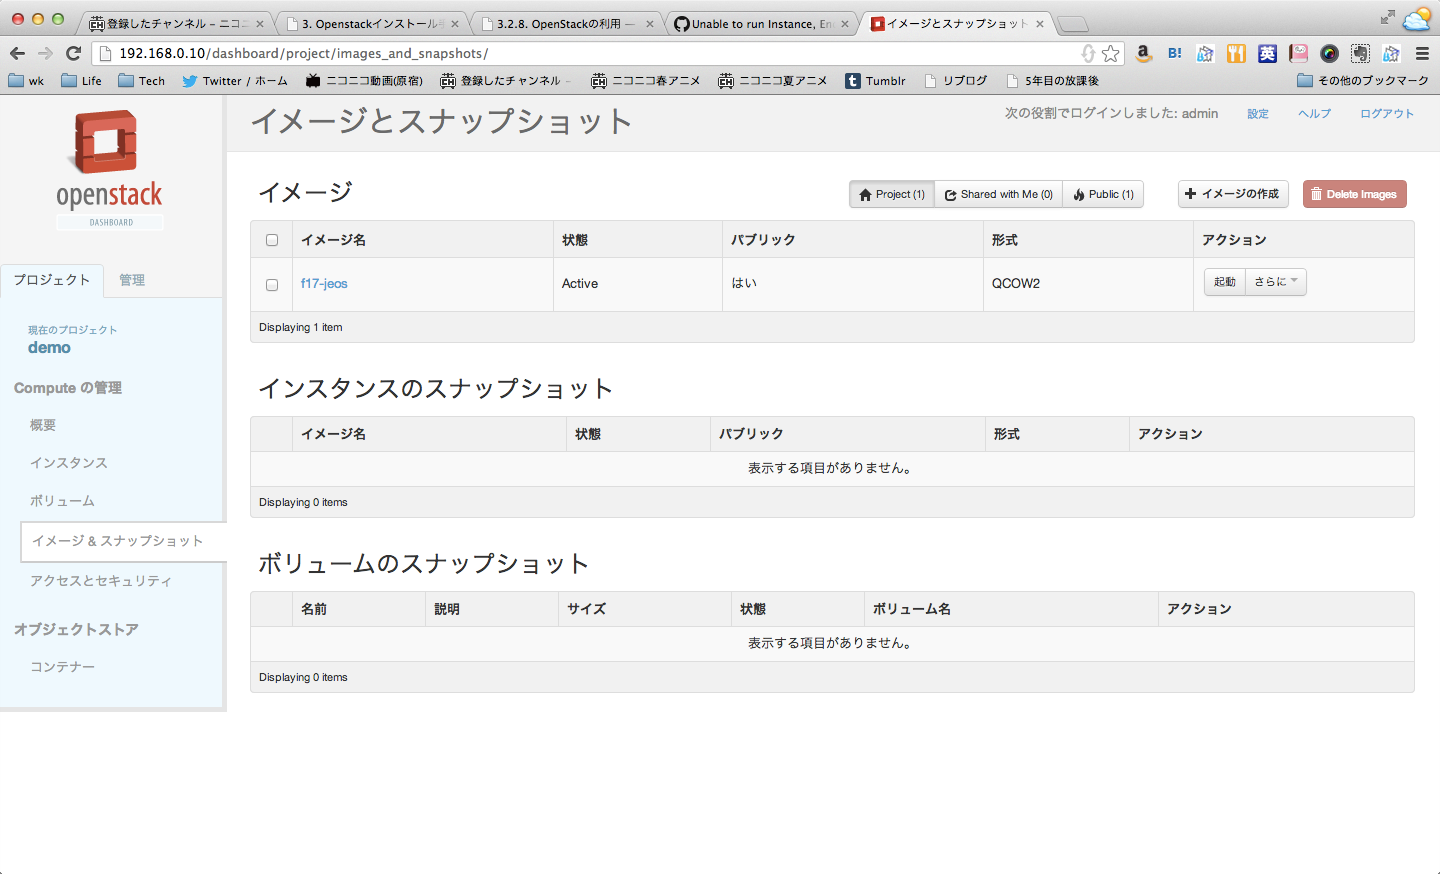 登録したチャンネル – ニコニ
3. Openstackインストール
3.2.8. OpenStackの利用 —
Unable to run Instance, En
イメージとスナップショット
192.168.0.10/dashboard/project/images_and_snapshots/
wk
Life
Tech
Twitter / ホーム
ニコニコ動画(原宿)
登録したチャンネル –
ニコニコ春アニメ
ニコニコ夏アニメ
Tumblr
リブログ
5年目の放課後
その他のブックマーク
openstack
DASHBOARD
イメージとスナップショット
次の役割でログインしました: admin
設定
ヘルプ
ログアウト
プロジェクト
管理
現在のプロジェクト
demo
Compute の管理
概要
インスタンス
ボリューム
イメージ & スナップショット
アクセスとセキュリティ
オブジェクトストア
コンテナー
イメージ
Project (1)
Shared with Me (0)
Public (1)
イメージの作成
Delete Images
イメージ名 状態 パブリック 形式 アクション
f17-jeos Active はい QCOW2 起動 さらに
Displaying 1 item
インスタンスのスナップショット
イメージ名 状態 パブリック 形式 アクション
表示する項目がありません。
Displaying 0 items
ボリュームのスナップショット
名前 説明 サイズ 状態 ボリューム名 アクション
表示する項目がありません。
Displaying 0 items